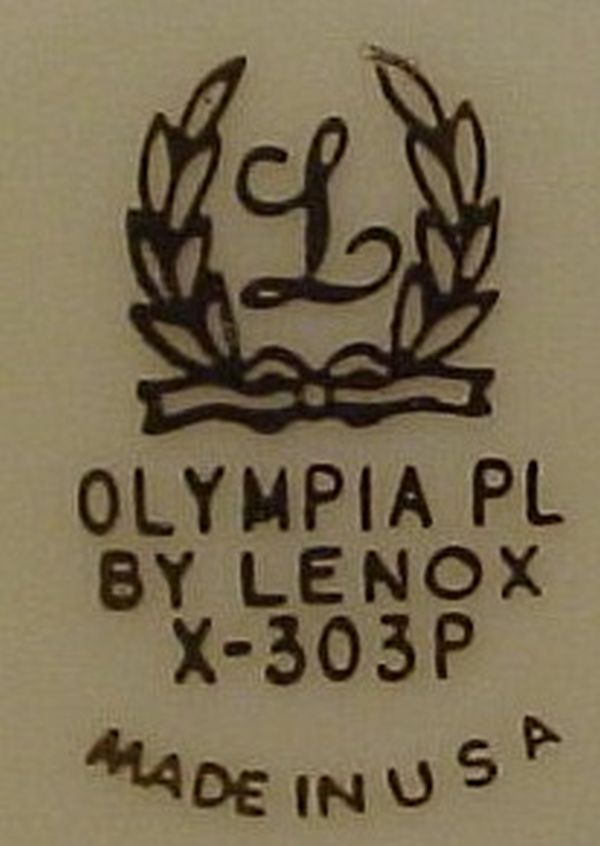 L
OLYMPIA PL
BY LENOX
X-303P
MADE IN USA